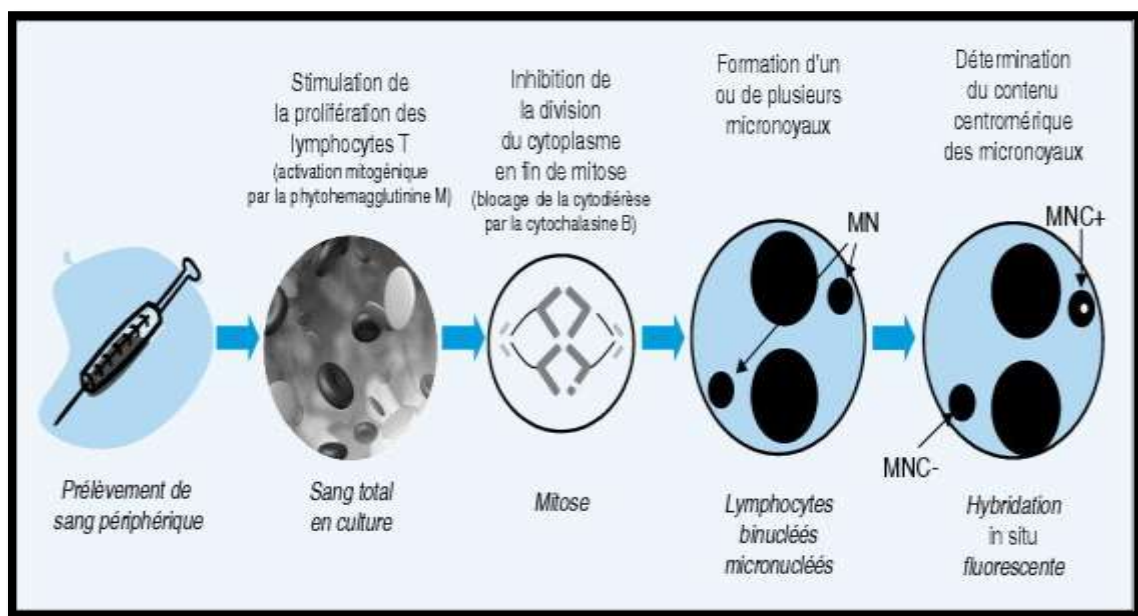 Stimulation de
la prolifération des
lymphocytes T
(activation mitogénique
par la phytohemagglutinine M)
Inhibition de
la division
du cytoplasme
en fin de mitose
(blocage de la cytodiérèse
par la cytochalasine B)
Formation d'un
ou de plusieurs
micronoyaux
Détermination
du contenu
centromérique
des micronoyaux
MN
MNC+
MNC-
Prélèvement de
sang périphérique
Sang total
en culture
Mitose
Lymphocytes
binucléés
micronucléés
Hybridation
in situ
fluorescente